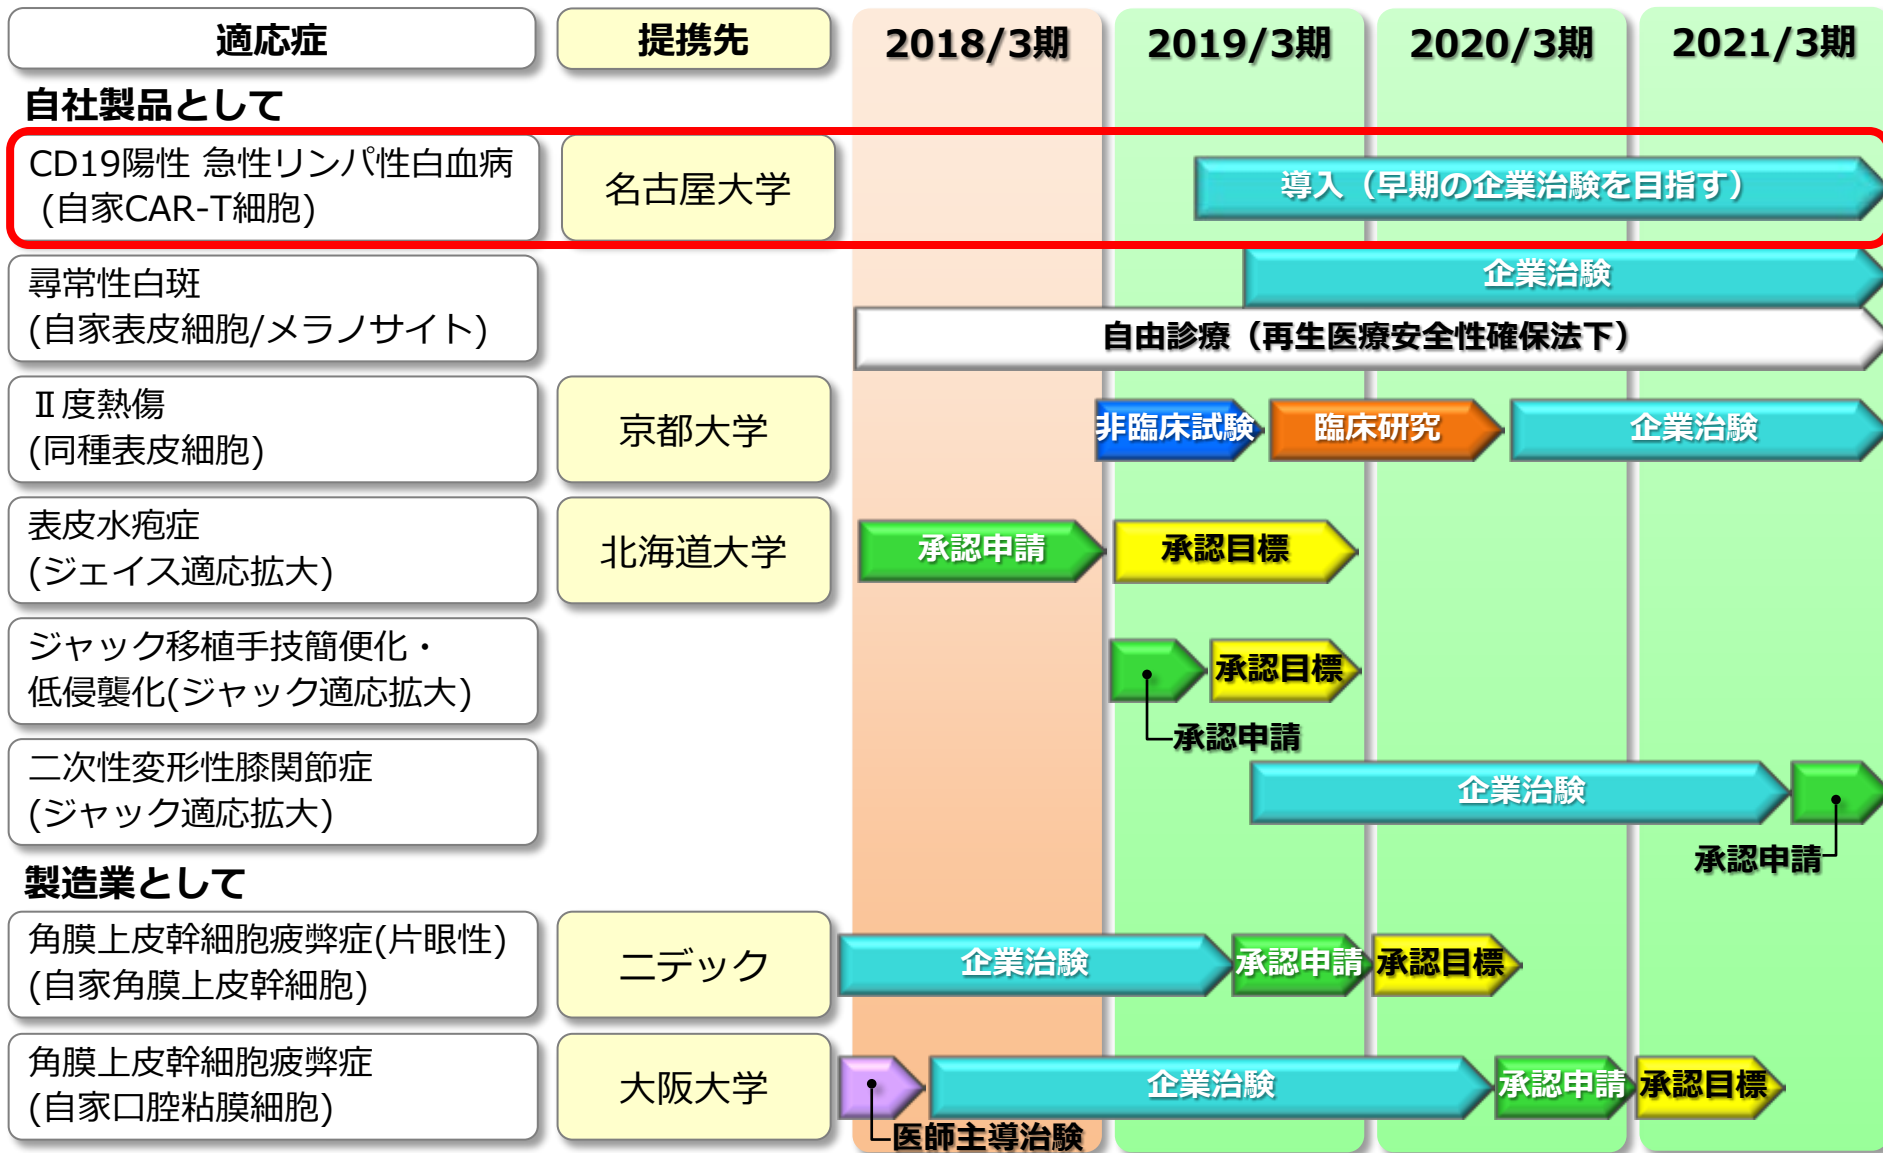 適応症
提携先
2018/3期
2019/3期
2020/3期
2021/3期
自社製品として
CD19陽性 急性リンパ性白血病
(自家CAR-T細胞)
名古屋大学
導入（早期の企業治験を目指す）
尋常性白斑
(自家表皮細胞/メラノサイト)
企業治験
自由診療（再生医療安全性確保法下）
Ⅱ度熱傷
(同種表皮細胞)
京都大学
非臨床試験
臨床研究
企業治験
表皮水疱症
(ジェイス適応拡大)
北海道大学
承認申請
承認目標
ジャック移植手技簡便化・
低侵襲化(ジャック適応拡大)
承認目標
承認申請
二次性変形性膝関節症
(ジャック適応拡大)
企業治験
承認申請
製造業として
角膜上皮幹細胞疲弊症(片眼性)
(自家角膜上皮幹細胞)
ニデック
企業治験
承認申請
承認目標
角膜上皮幹細胞疲弊症
(自家口腔粘膜細胞)
大阪大学
企業治験
承認申請
承認目標
医師主導治験